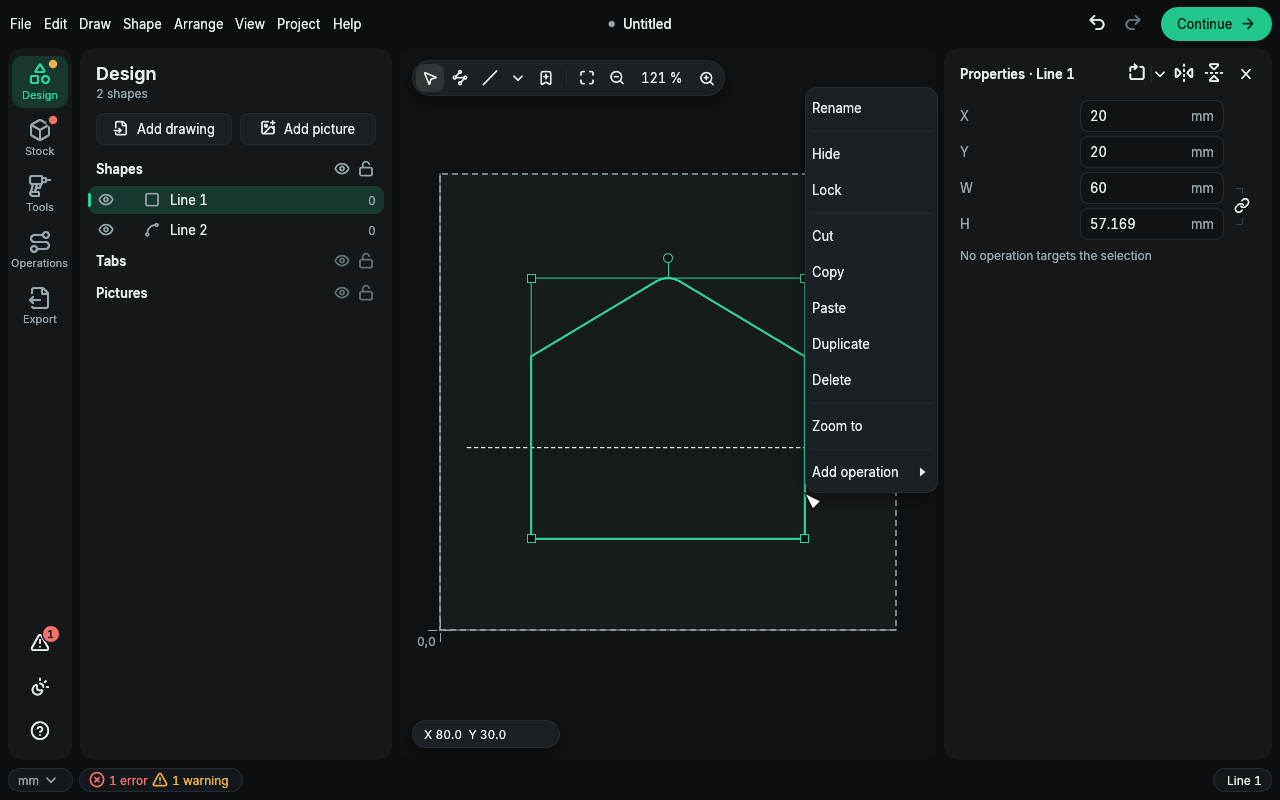 File Edit Draw Shape Arrange View Project Help
Untitled
Continue
Design
Stock
Tools
Operations
Export
1
Design
2 shapes
Add drawing
Add picture
Shapes
Line 1 0
Line 2 0
Tabs
Pictures
121 %
0,0
X 80.0 Y 30.0
Rename
Hide
Lock
Cut
Copy
Paste
Duplicate
Delete
Zoom to
Add operation
Properties · Line 1
X 20 mm
Y 20 mm
W 60 mm
H 57.169 mm
No operation targets the selection
mm
1 error 1 warning
Line 1